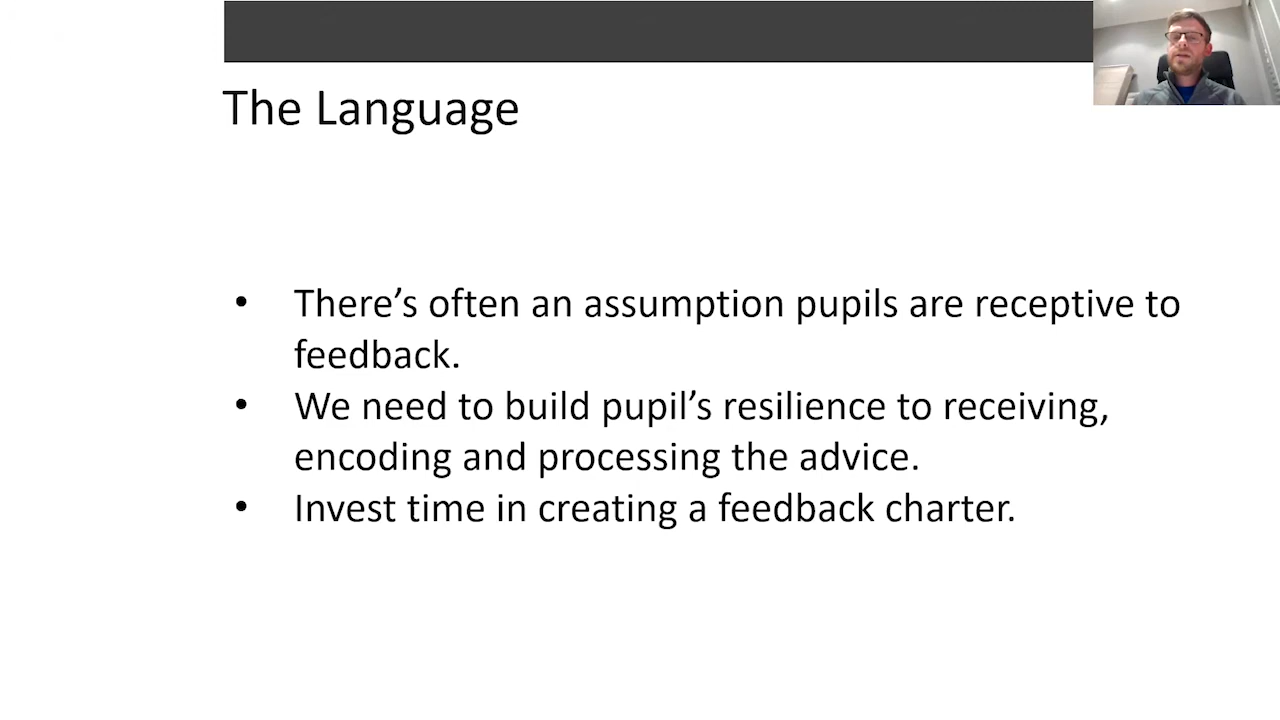 The Language
• There’s often an assumption pupils are receptive to
feedback.
• We need to build pupil’s resilience to receiving,
encoding and processing the advice.
• Invest time in creating a feedback charter.